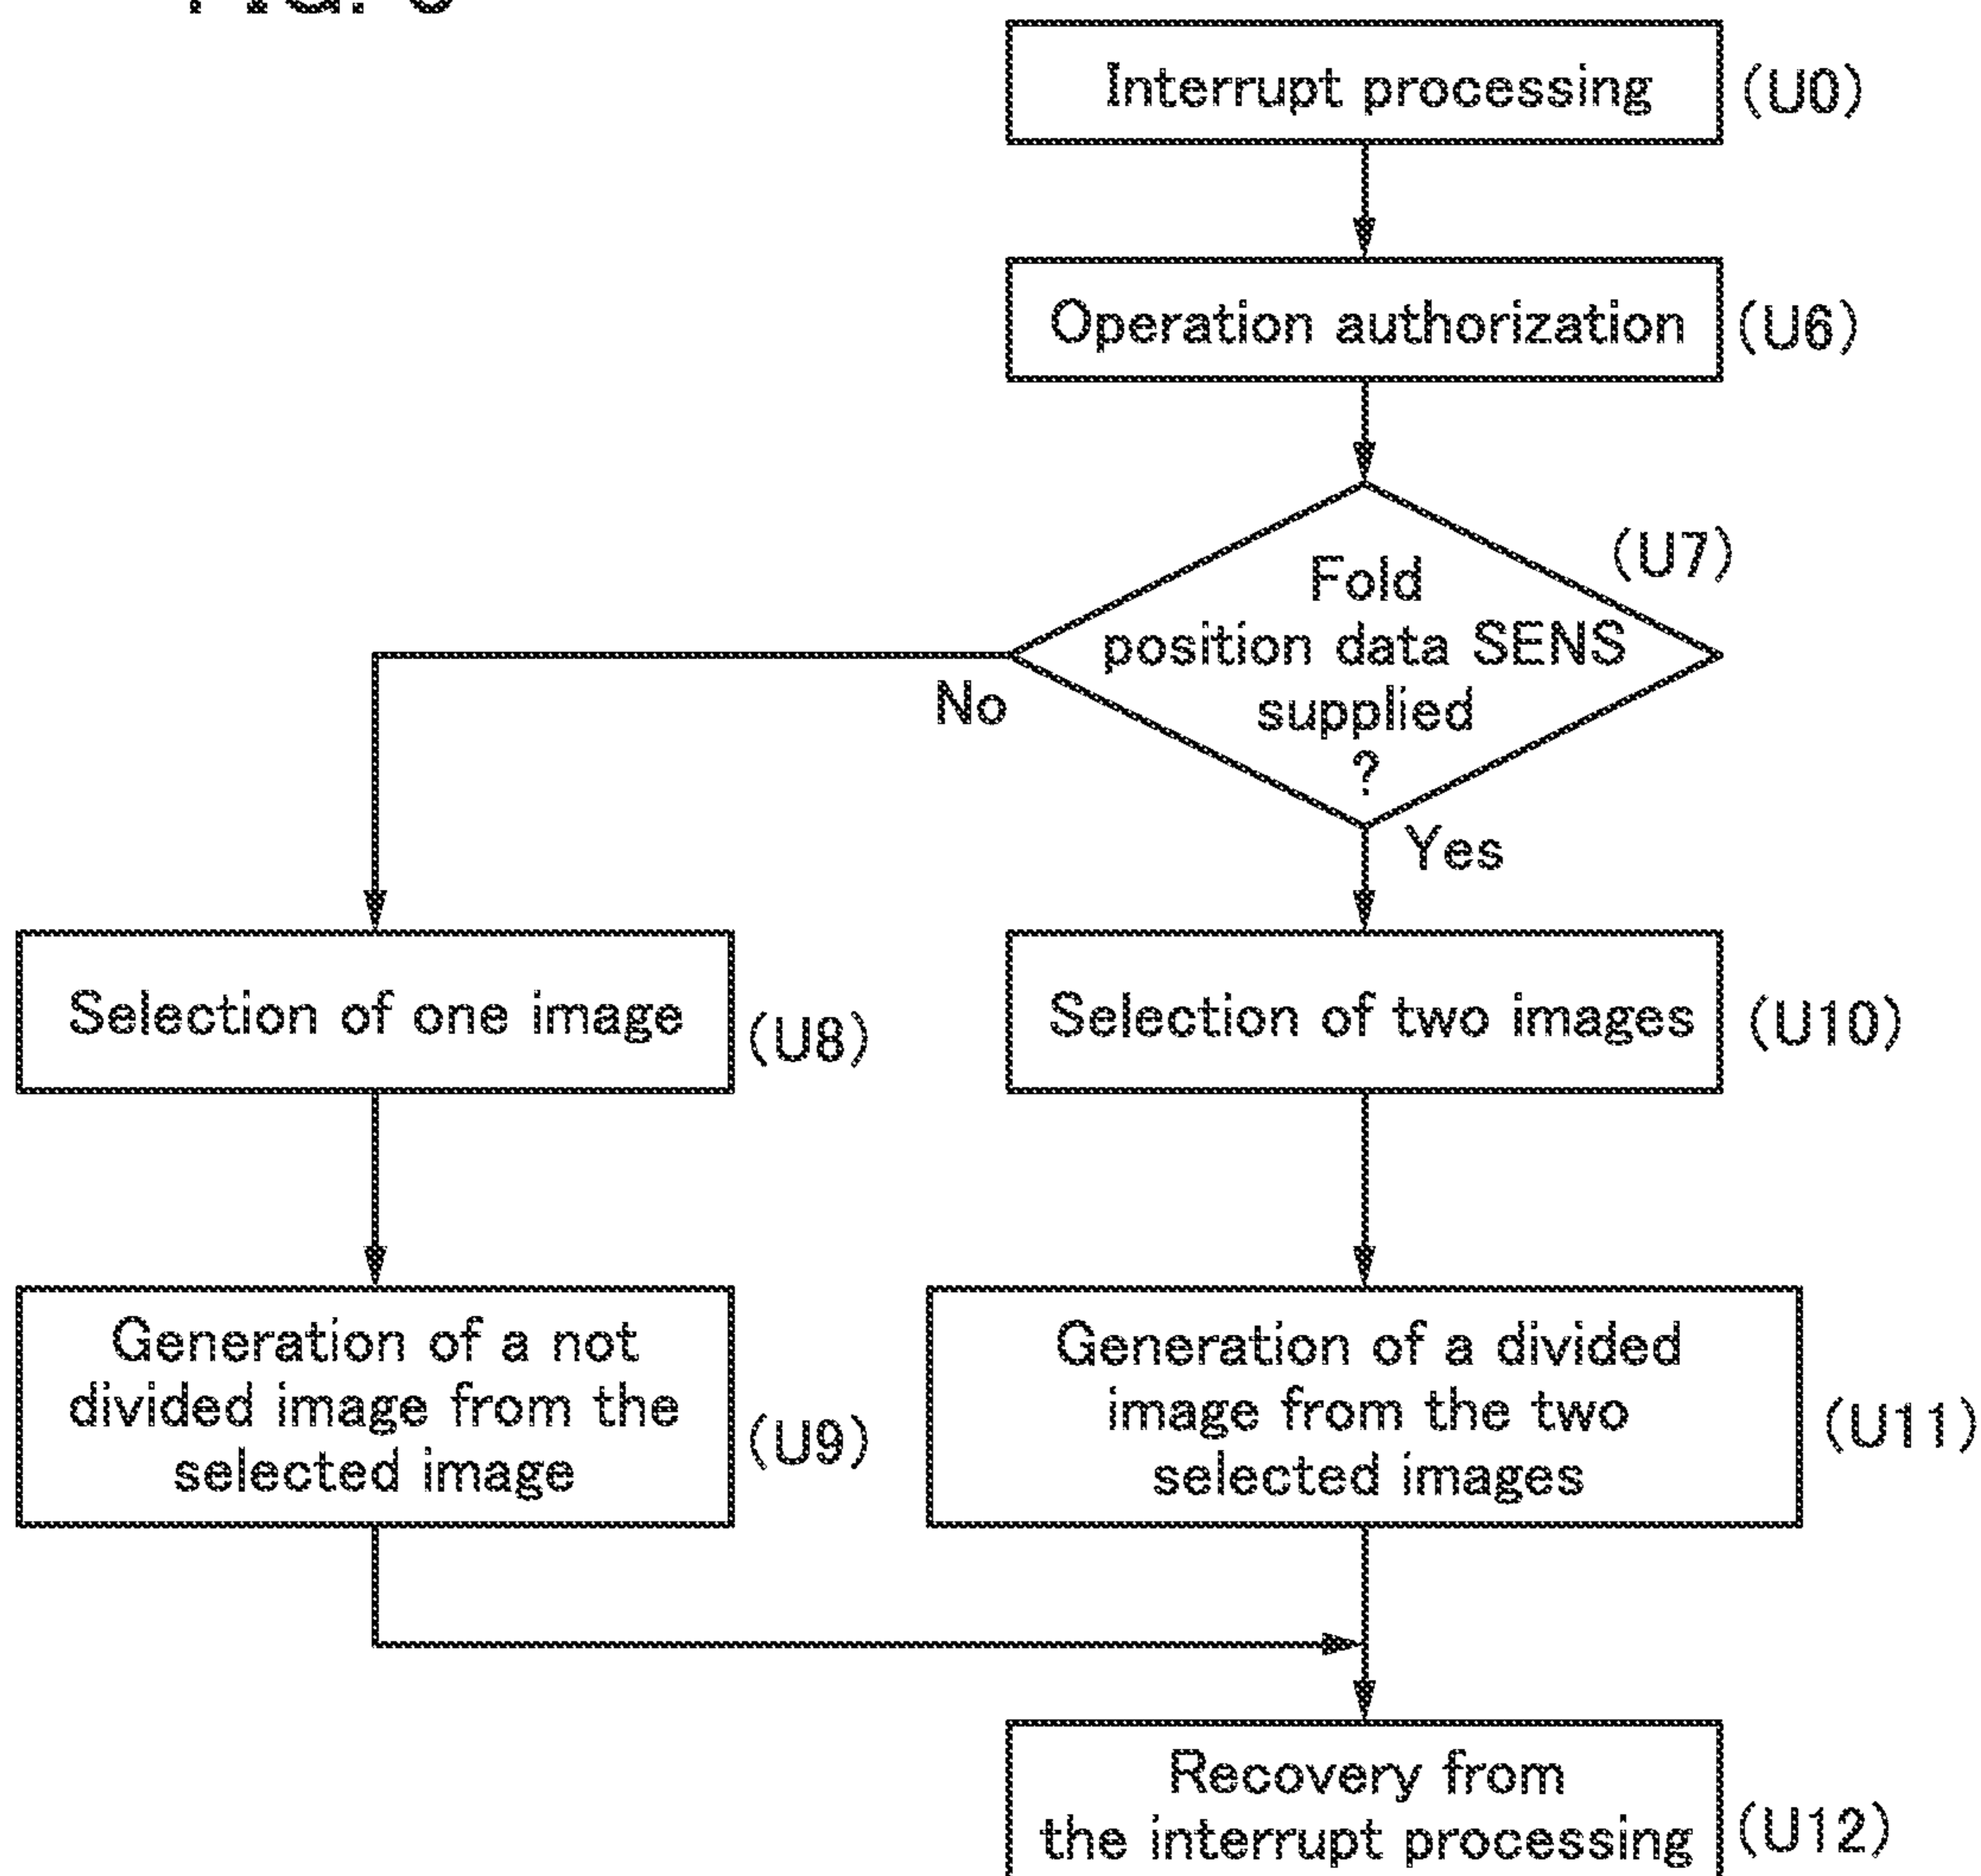 Interrupt processing (U0)
Operation authorization (U6)
(U7)
Fold
position data SENS
supplied
?
No
Yes
Selection of one image (U8)
Selection of two images (U10)
Generation of a not
divided image from the
selected image
(U9)
Generation of a divided
image from the two
selected images
(U11)
Recovery from
the interrupt processing (U12)